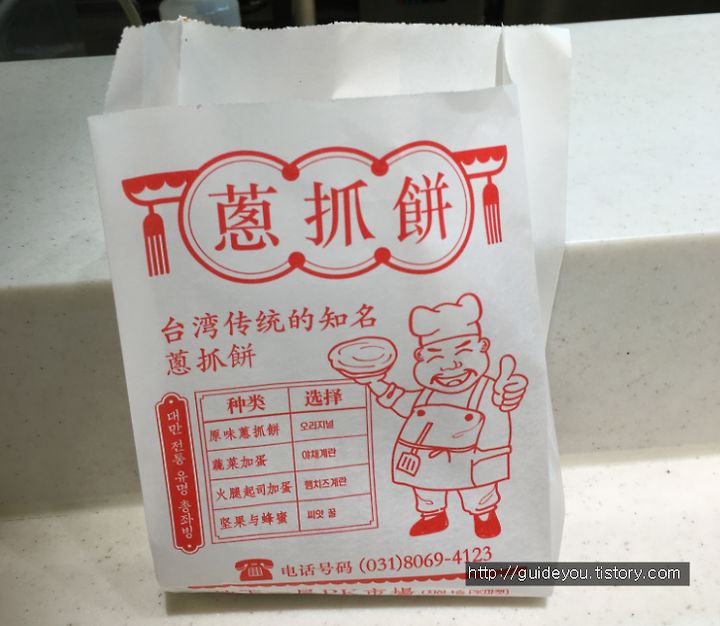 蔥抓餅
台湾传统的知名
蔥抓餅
대만 전통 유명 총좌빙
种类 选择
原味蔥抓餅 오리지널
蔬菜加蛋 야채계란
火腿起司加蛋 햄치즈계란
坚果与蜂蜜 씨앗 꿀
电话号码 (031)8069-4123
http://guideyou.tistory.com